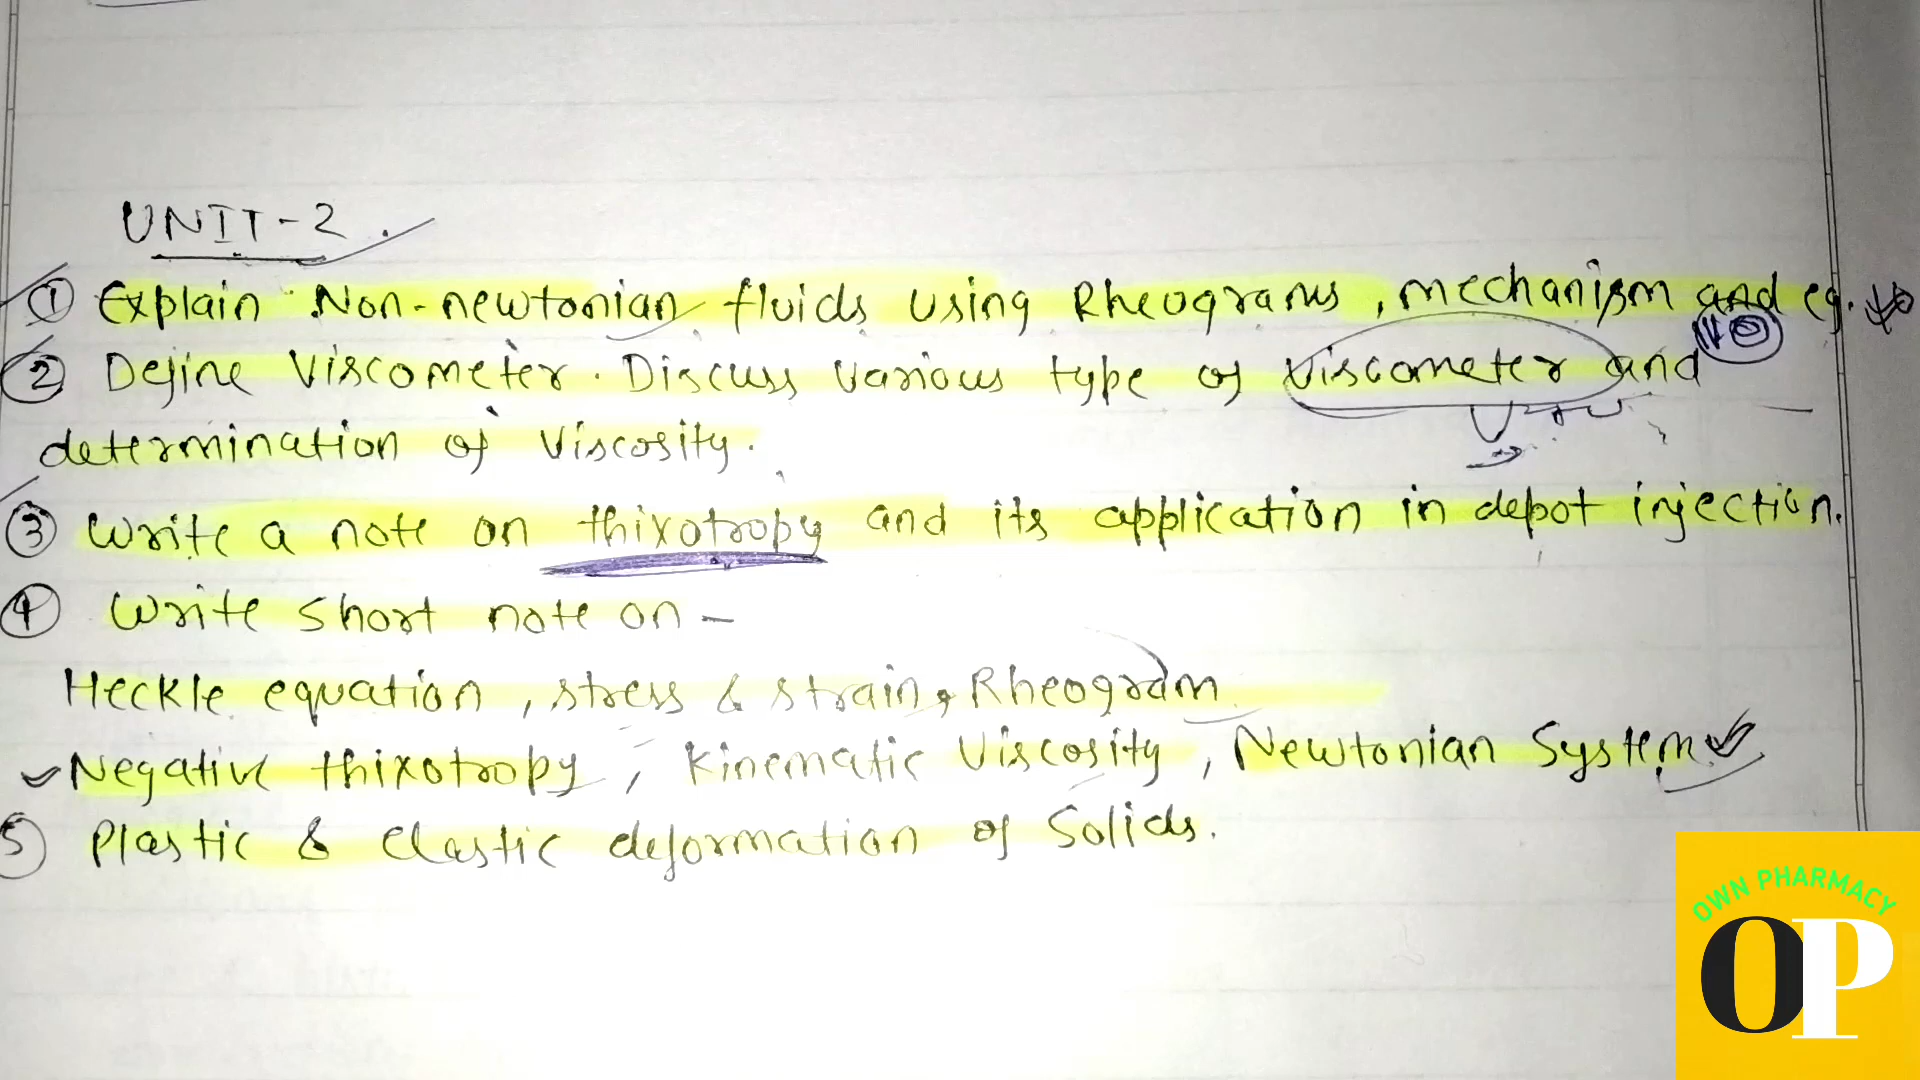 UNIT-2.
① Explain Non-newtonian fluids using Rheograms, mechanism and eg.
② Define Viscometer. Discuss various type of viscometer and
determination of viscosity.
③ Write a note on thixotropy and its application in depot injection.
④ Write short note on -
Heckle equation, stress & strain, Rheogram
Negative thixotropy, Kinematic Viscosity, Newtonian System
5) Plastic & Elastic deformation of Solids.
OWN PHARMACY
OP